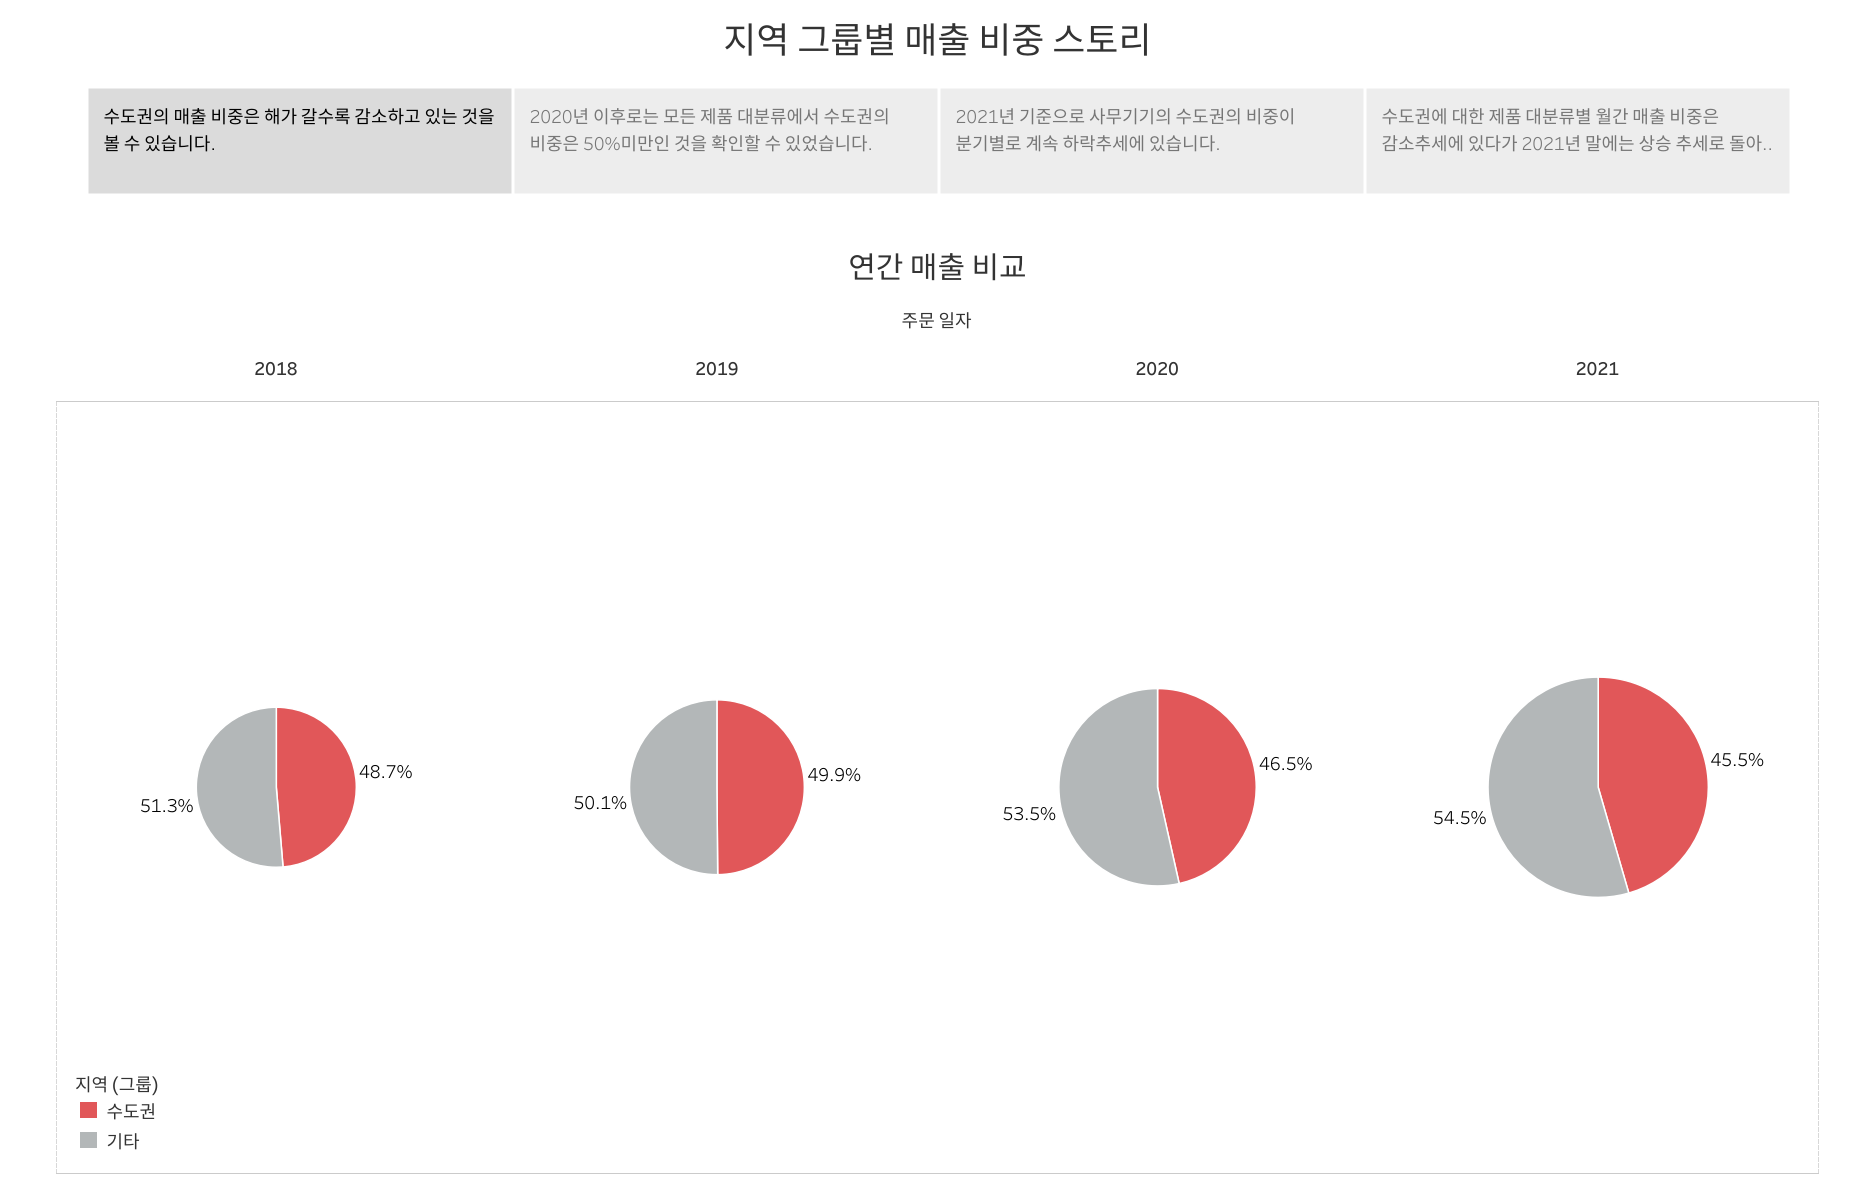 지역 그룹별 매출 비중 스토리
수도권의 매출 비중은 해가 갈수록 감소하고 있는 것을
볼 수 있습니다.
2020년 이후로는 모든 제품 대분류에서 수도권의
비중은 50%미만인 것을 확인할 수 있었습니다.
2021년 기준으로 사무기기의 수도권의 비중이
분기별로 계속 하락추세에 있습니다.
수도권에 대한 제품 대분류별 월간 매출 비중은
감소추세에 있다가 2021년 말에는 상승 추세로 돌아..
연간 매출 비교
주문 일자
2018
2019
2020
2021
48.7%
51.3%
49.9%
50.1%
46.5%
53.5%
45.5%
54.5%
지역 (그룹)
수도권
기타